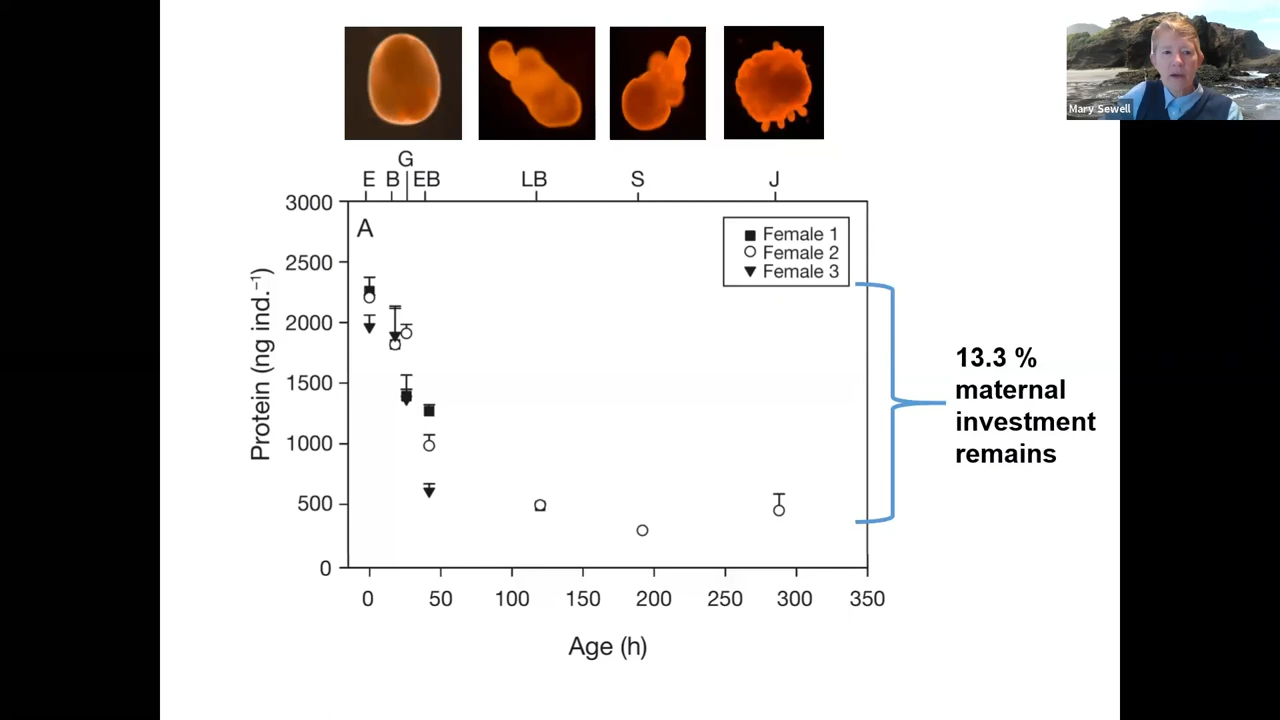 Mary Sewell
G
E B EB LB S J
3000
A
Female 1
Female 2
Female 3
2500
2000
1500
1000
500
0
Protein (ng ind.⁻¹)
13.3 %
maternal
investment
remains
0 50 100 150 200 250 300 350
Age (h)